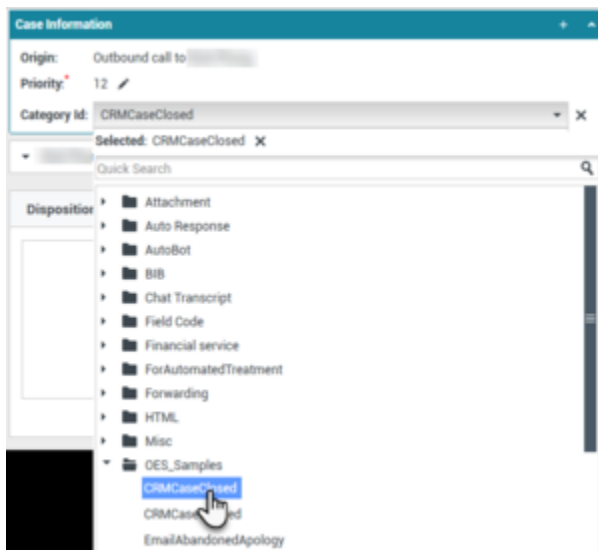 Case Information
Origin: Outbound call to
Priority:* 12
Category Id: CRMCaseClosed
Selected: CRMCaseClosed X
Quick Search
Disposition
Attachment
Auto Response
AutoBot
BIB
Chat Transcript
Field Code
Financial service
ForAutomatedTreatment
Forwarding
HTML
Misc
OES_Samples
CRMCaseClosed
EmailAbandonedApology